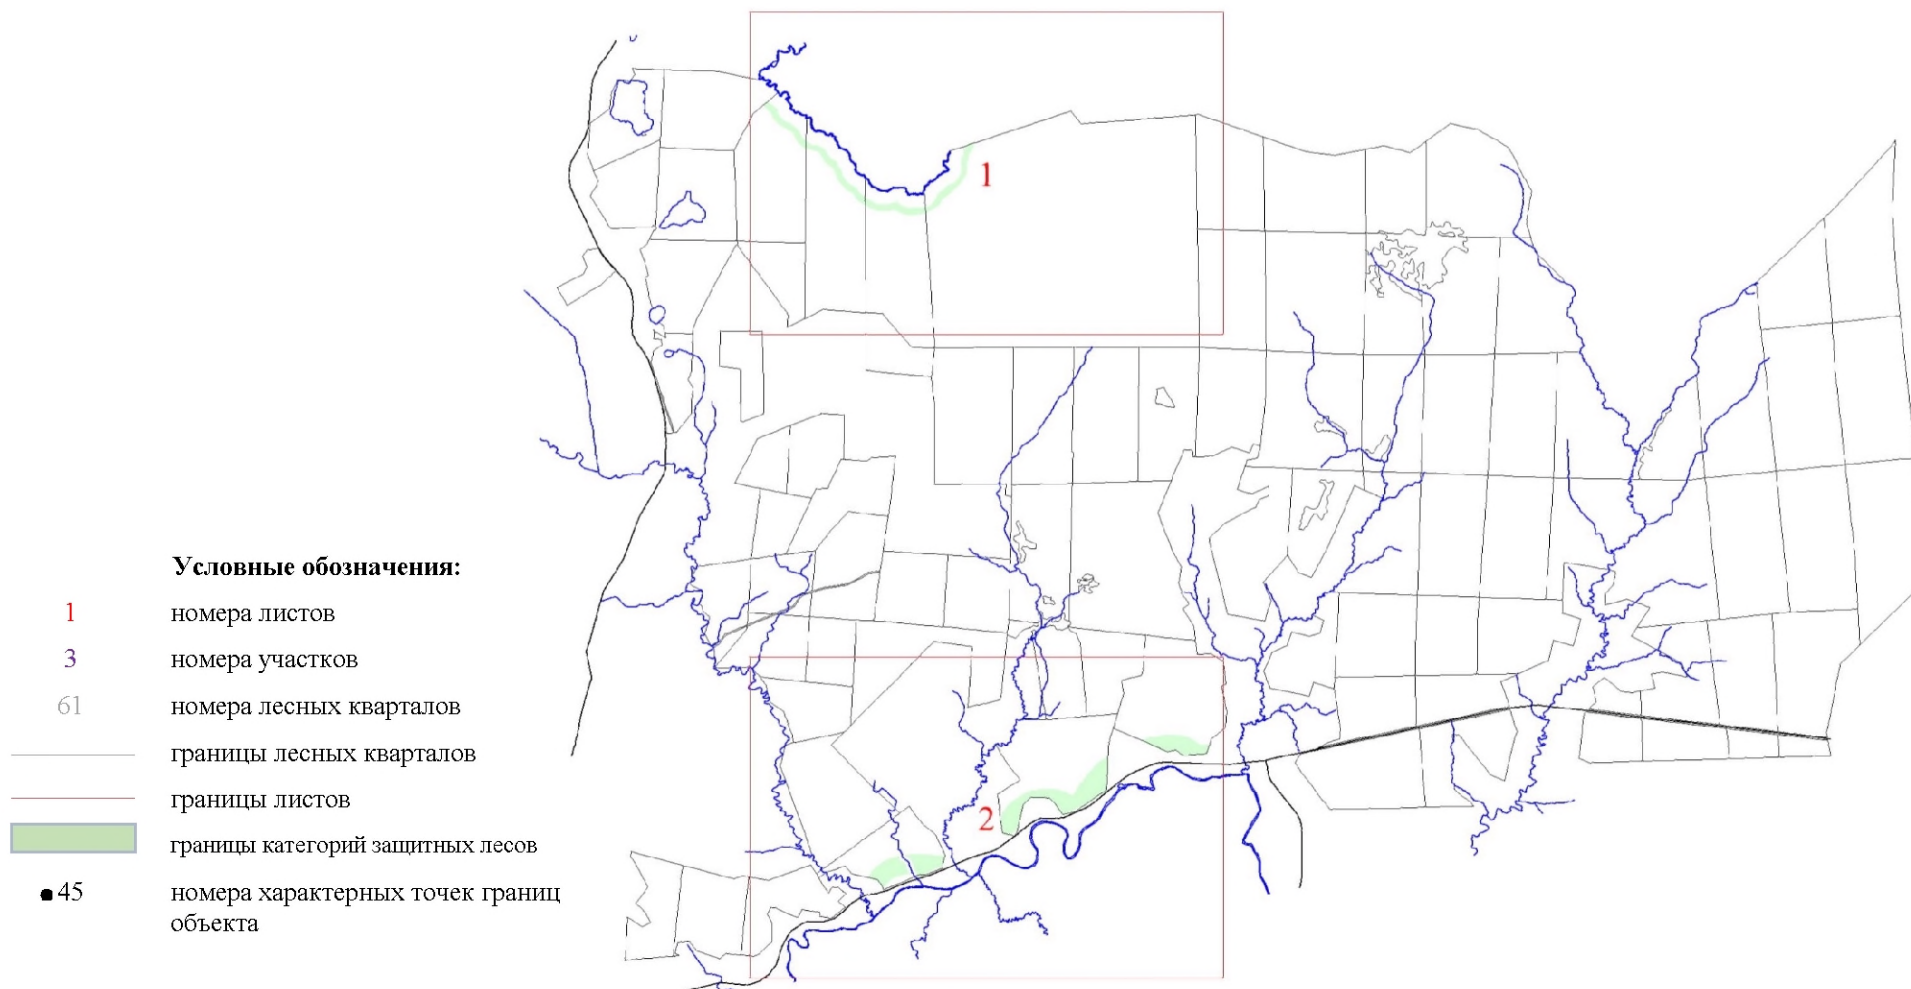 1
2
Условные обозначения:
1 номера листов
3 номера участков
61 номера лесных кварталов
границы лесных кварталов
границы листов
границы категорий защитных лесов
45 номера характерных точек границ
объекта